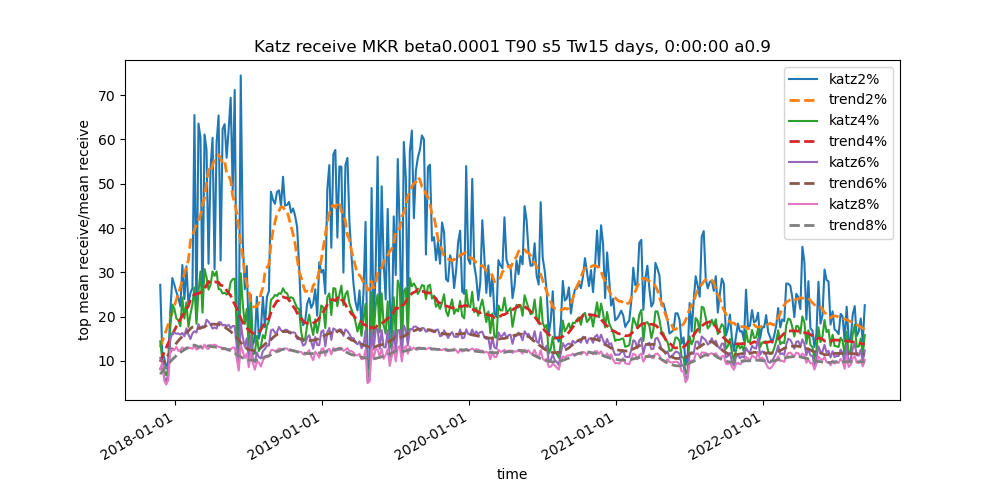 Katz receive MKR beta0.0001 T90 s5 Tw15 days, 0:00:00 a0.9
top mean receive/mean receive
70
60
50
40
30
20
10
katz2%
trend2%
katz4%
trend4%
katz6%
trend6%
katz8%
trend8%
2018-01-01
2019-01-01
2020-01-01
2021-01-01
2022-01-01
time